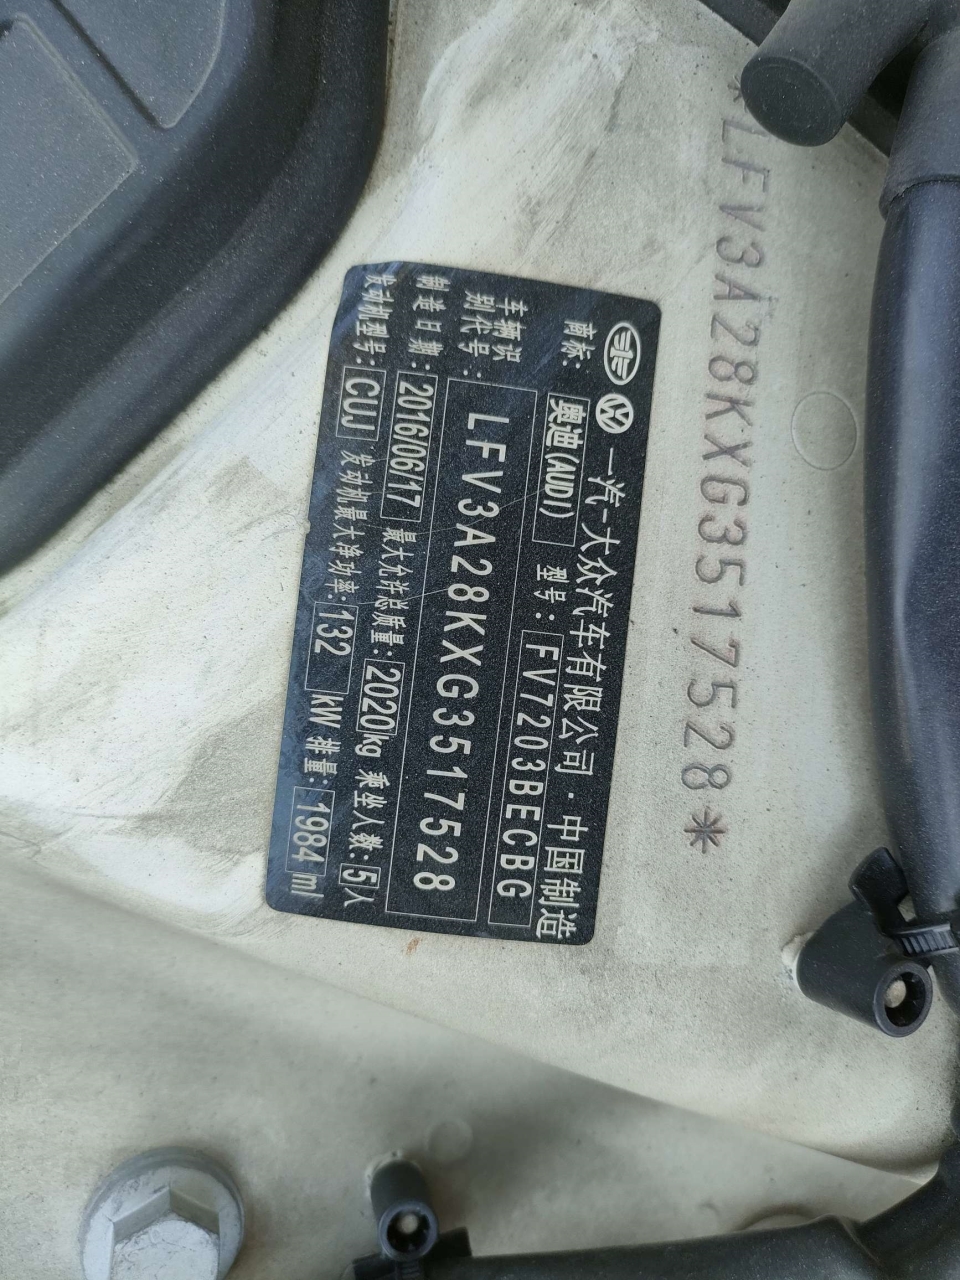 *LFV3A28KXG3517528*
一汽-大众汽车有限公司·中国制造
商标: 奥迪(AUDI) 型号: FV7203BECBG
车辆识别代号: LFV3A28KXG3517528
制造日期: 2016/06/17 最大允许总质量: 2020kg 乘坐人数: 5人
发动机型号: CUJ 发动机最大净功率: 132 kW 排量: 1984 ml